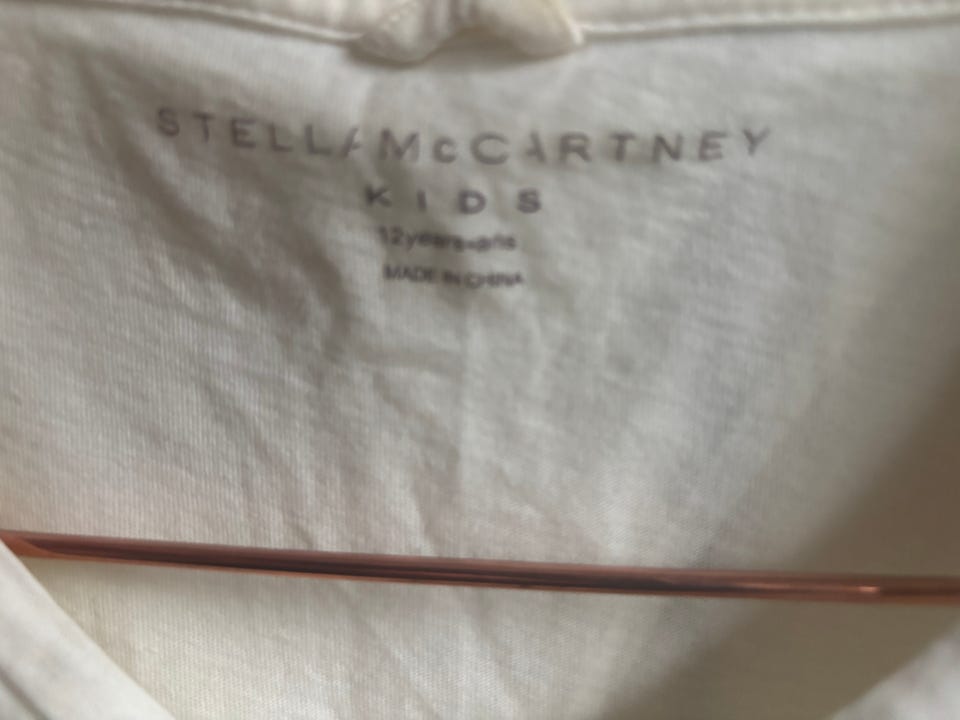 STELLA McCARTNEY
KIDS
12years-ans
MADE IN CHINA